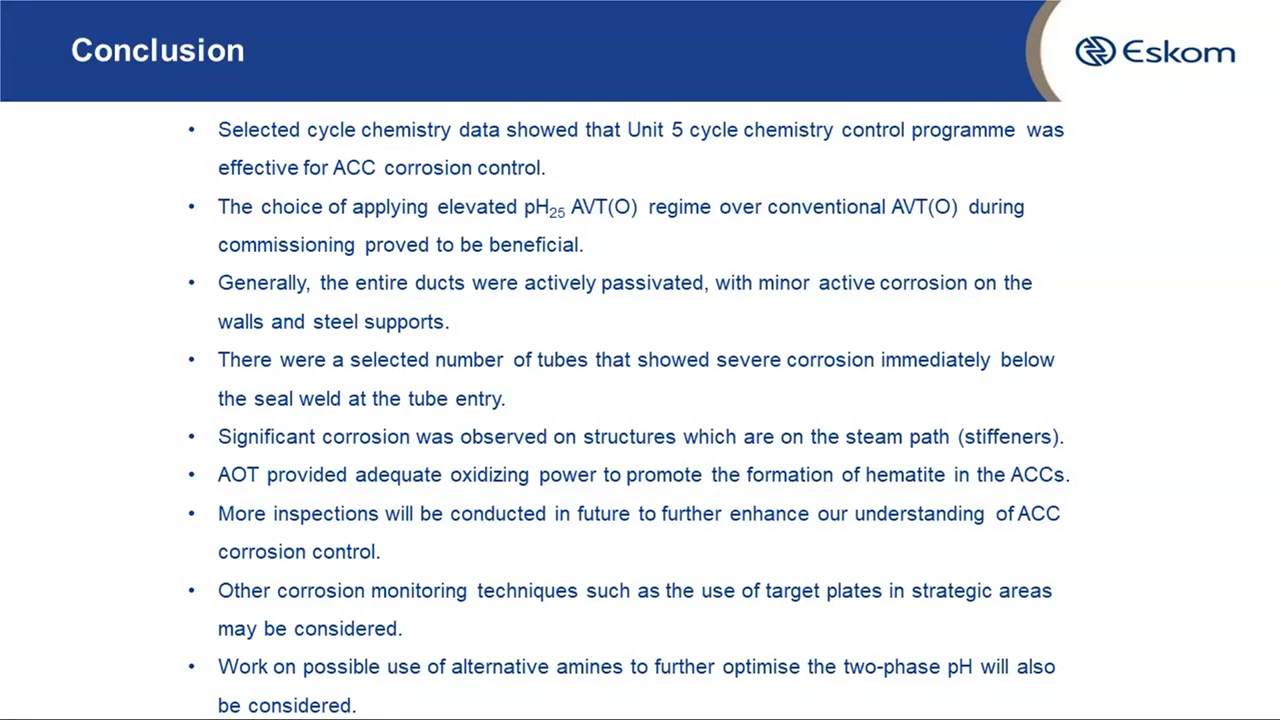 Conclusion
Eskom
• Selected cycle chemistry data showed that Unit 5 cycle chemistry control programme was
effective for ACC corrosion control.
• The choice of applying elevated pH₂₅ AVT(O) regime over conventional AVT(O) during
commissioning proved to be beneficial.
• Generally, the entire ducts were actively passivated, with minor active corrosion on the
walls and steel supports.
• There were a selected number of tubes that showed severe corrosion immediately below
the seal weld at the tube entry.
• Significant corrosion was observed on structures which are on the steam path (stiffeners).
• AOT provided adequate oxidizing power to promote the formation of hematite in the ACCs.
• More inspections will be conducted in future to further enhance our understanding of ACC
corrosion control.
• Other corrosion monitoring techniques such as the use of target plates in strategic areas
may be considered.
• Work on possible use of alternative amines to further optimise the two-phase pH will also
be considered.